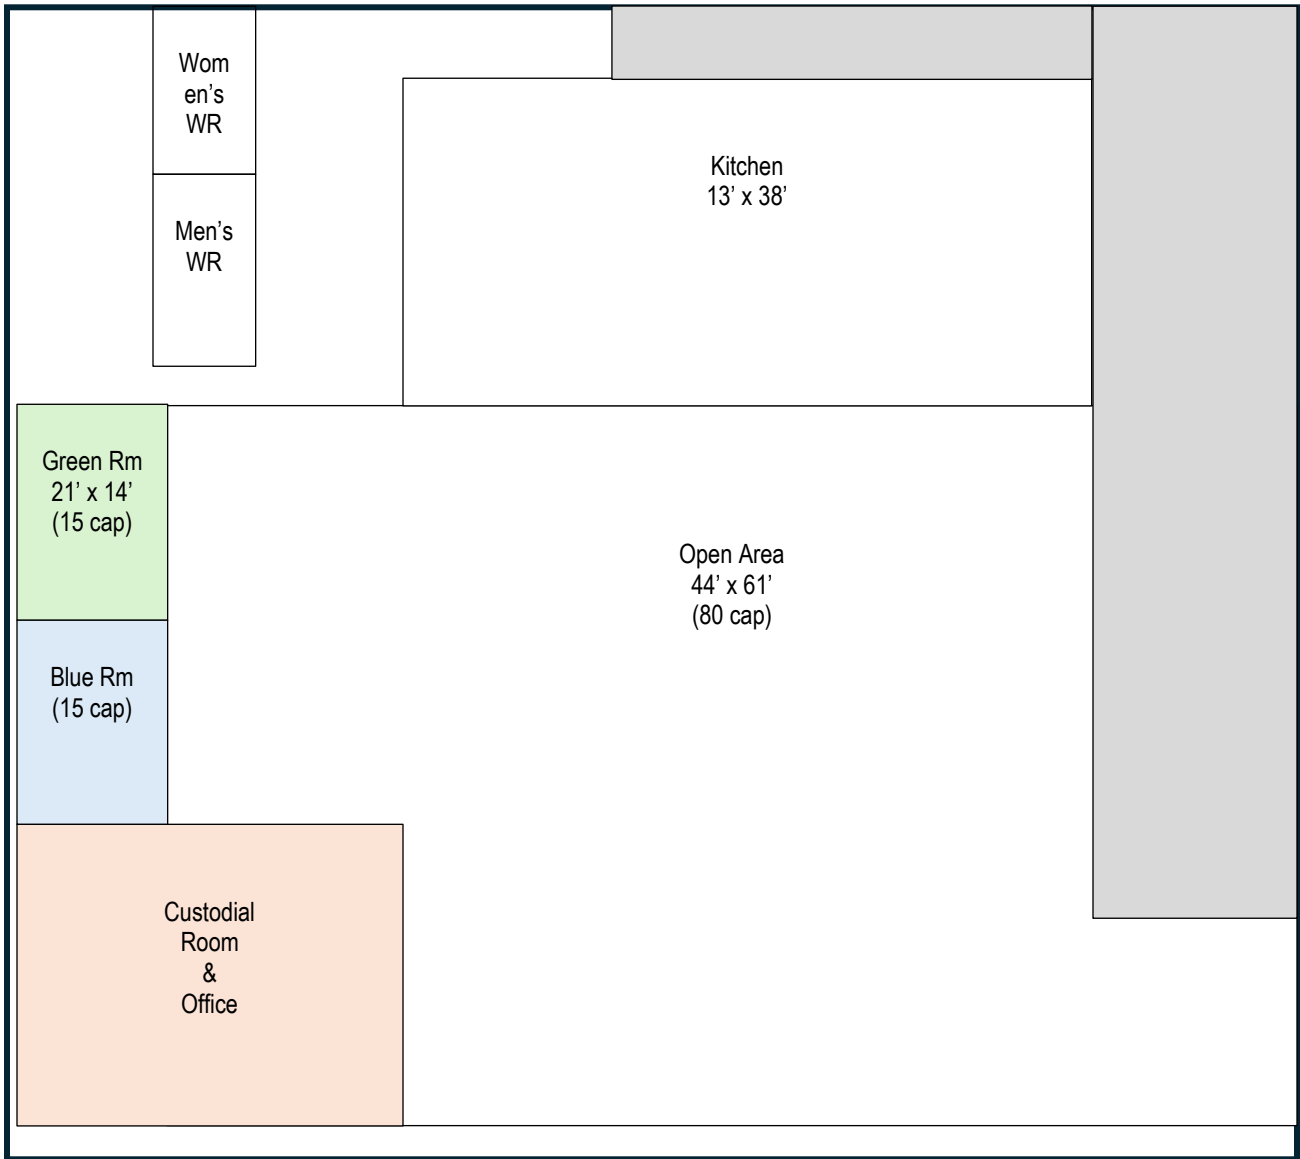 Wom
en’s
WR
Men’s
WR
Kitchen
13’ x 38’
Green Rm
21’ x 14’
(15 cap)
Blue Rm
(15 cap)
Open Area
44’ x 61’
(80 cap)
Custodial
Room
&
Office